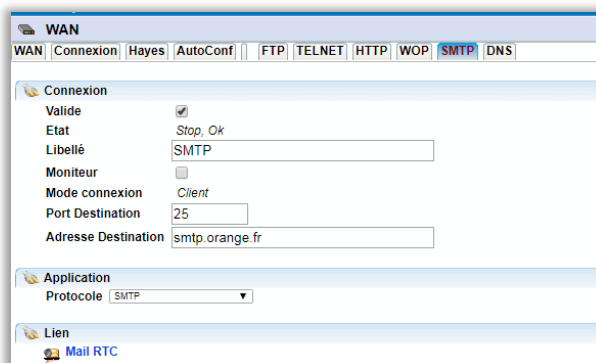 WAN
WAN Connexion Hayes AutoConf FTP TELNET HTTP WOP SMTP DNS
Connexion
Valide
Etat Stop, Ok
Libellé SMTP
Moniteur
Mode connexion Client
Port Destination 25
Adresse Destination smtp.orange.fr
Application
Protocole SMTP
Lien
Mail RTC